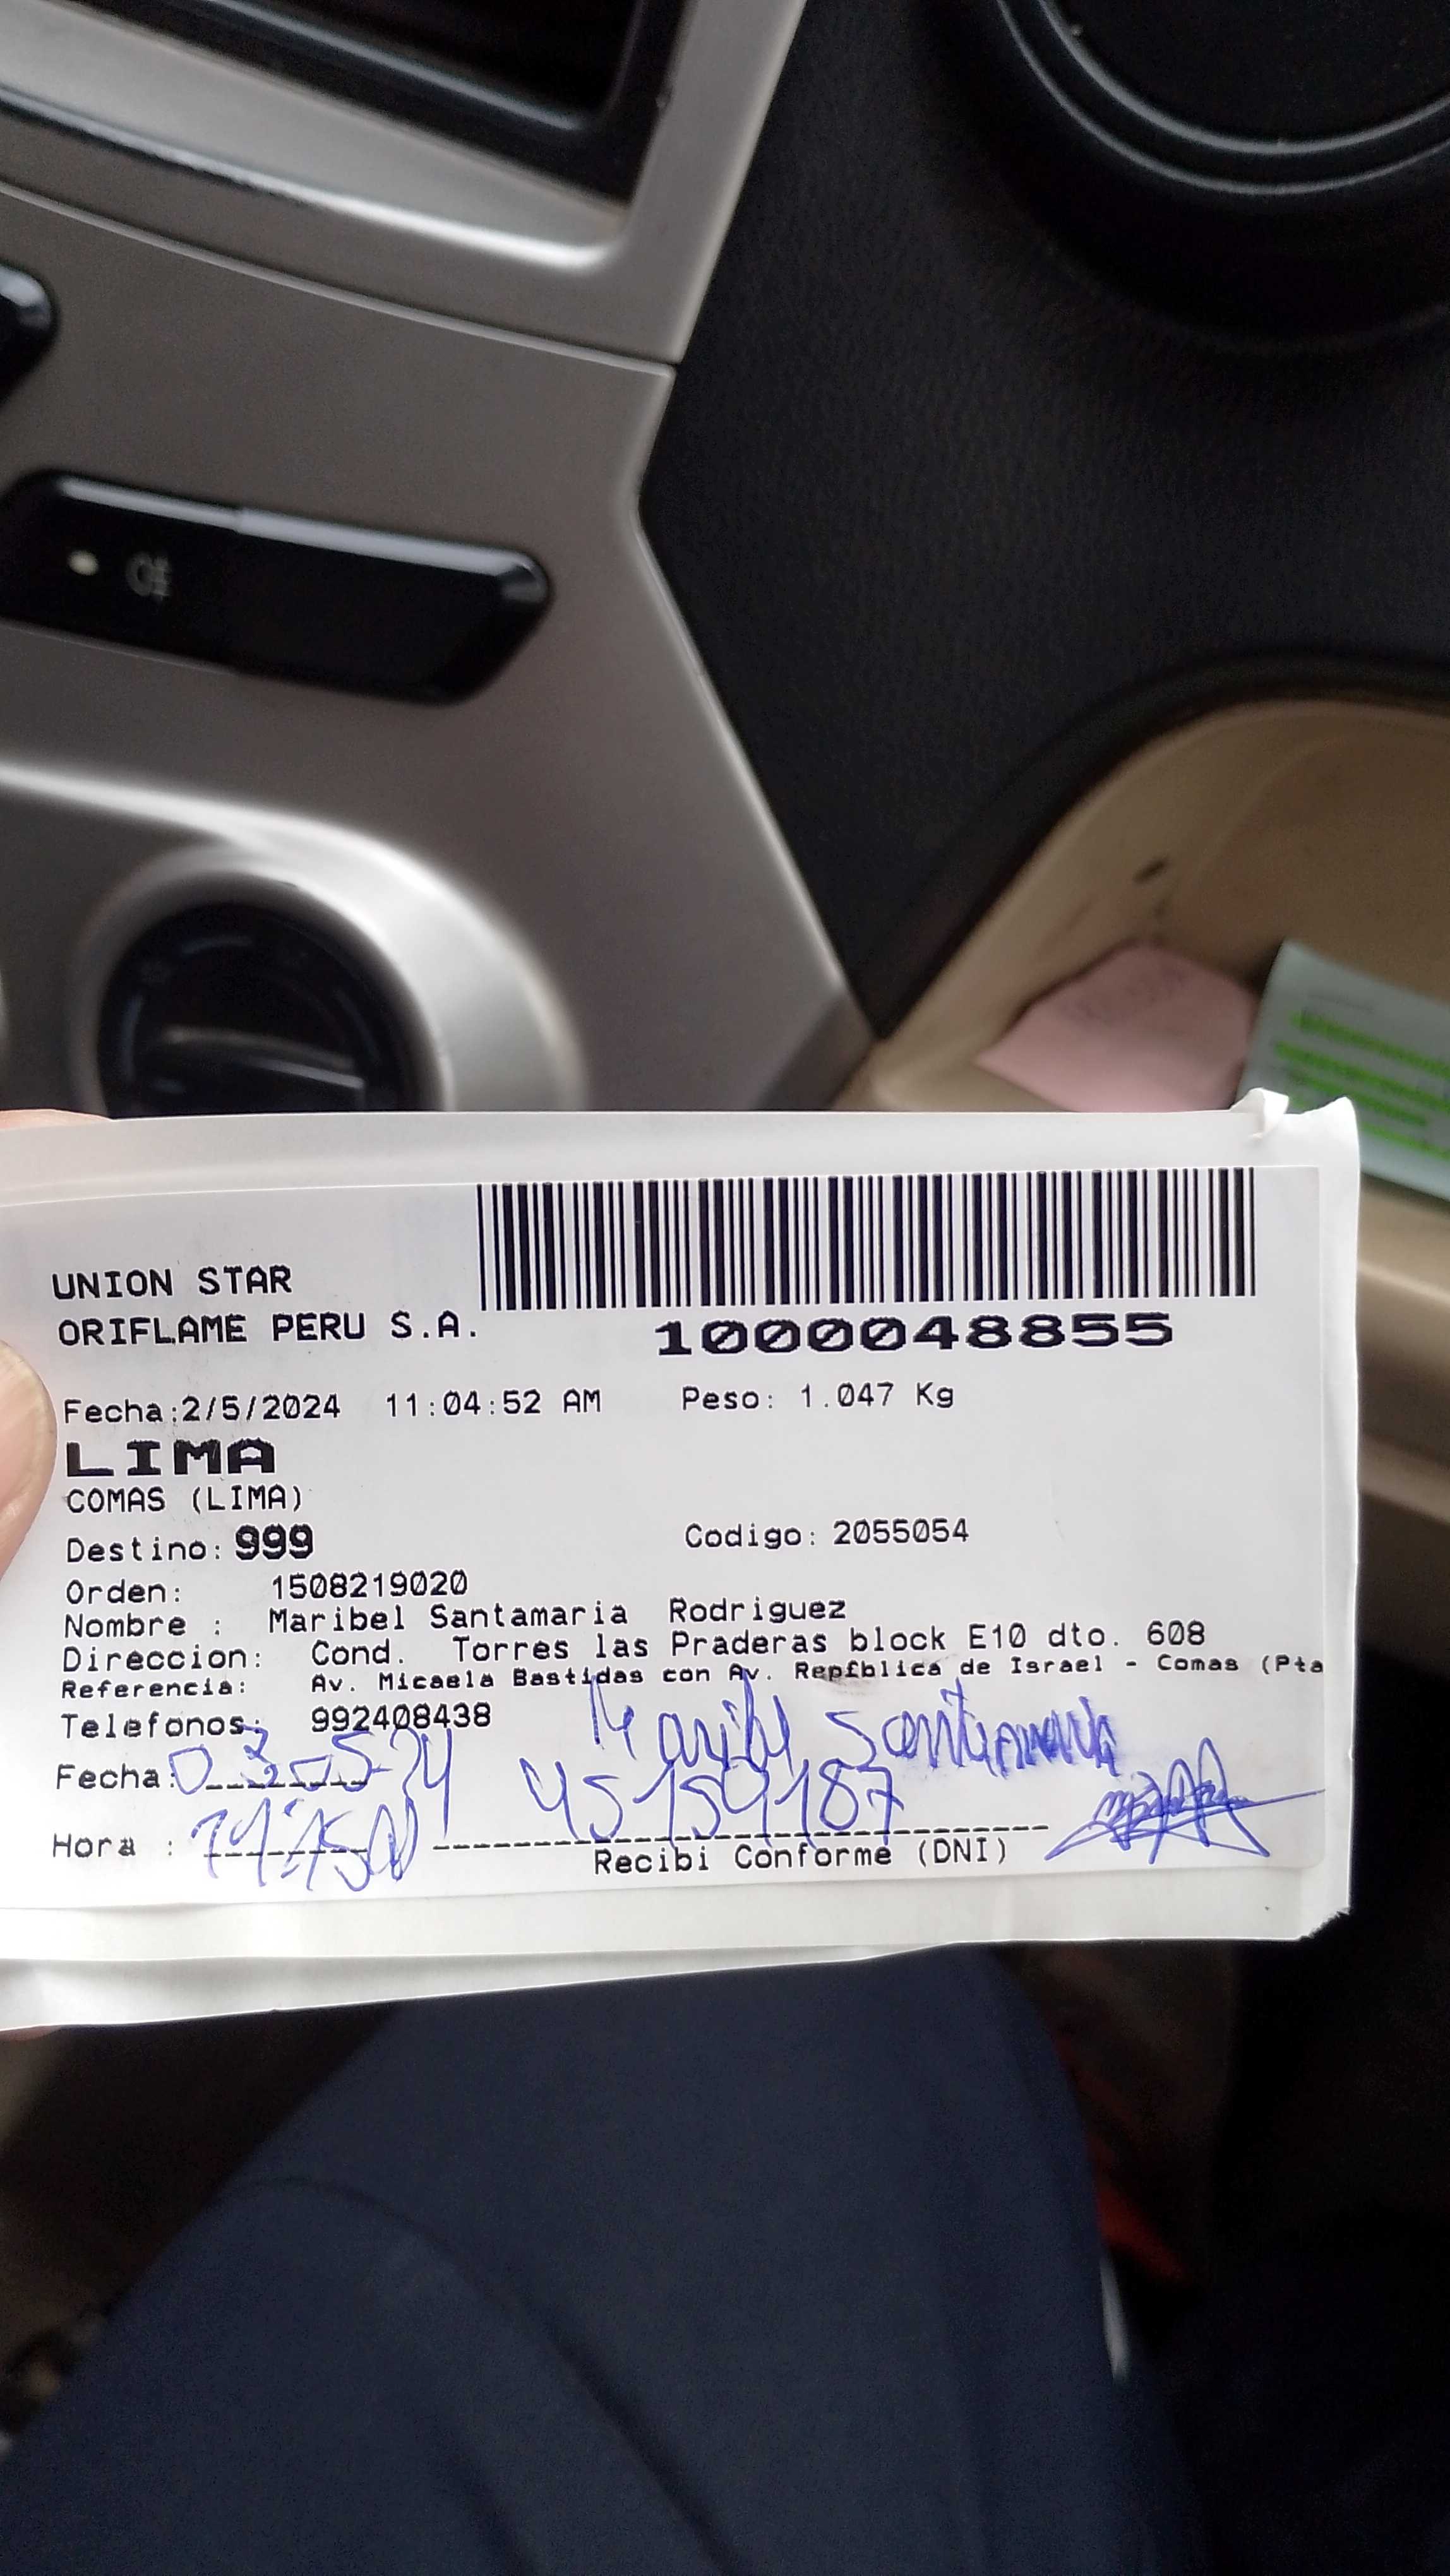 UNION STAR
ORIFLAME PERU S.A.
1000048855
Fecha:2/5/2024 11:04:52 AM Peso: 1.047 Kg
LIMA
COMAS (LIMA)
Destino: 999 Codigo: 2055054
Orden: 1508219020
Nombre : Maribel Santamaria Rodriguez
Direccion: Cond. Torres las Praderas block E10 dto. 608
Referencia: Av. Micaela Bastidas con Av. Repfblica de Israel - Comas (Pta
Telefonos: 992408438
Maribel Santamaria
Fecha: 03-5-24 45159187
Hora :
Recibi Conforme (DNI)